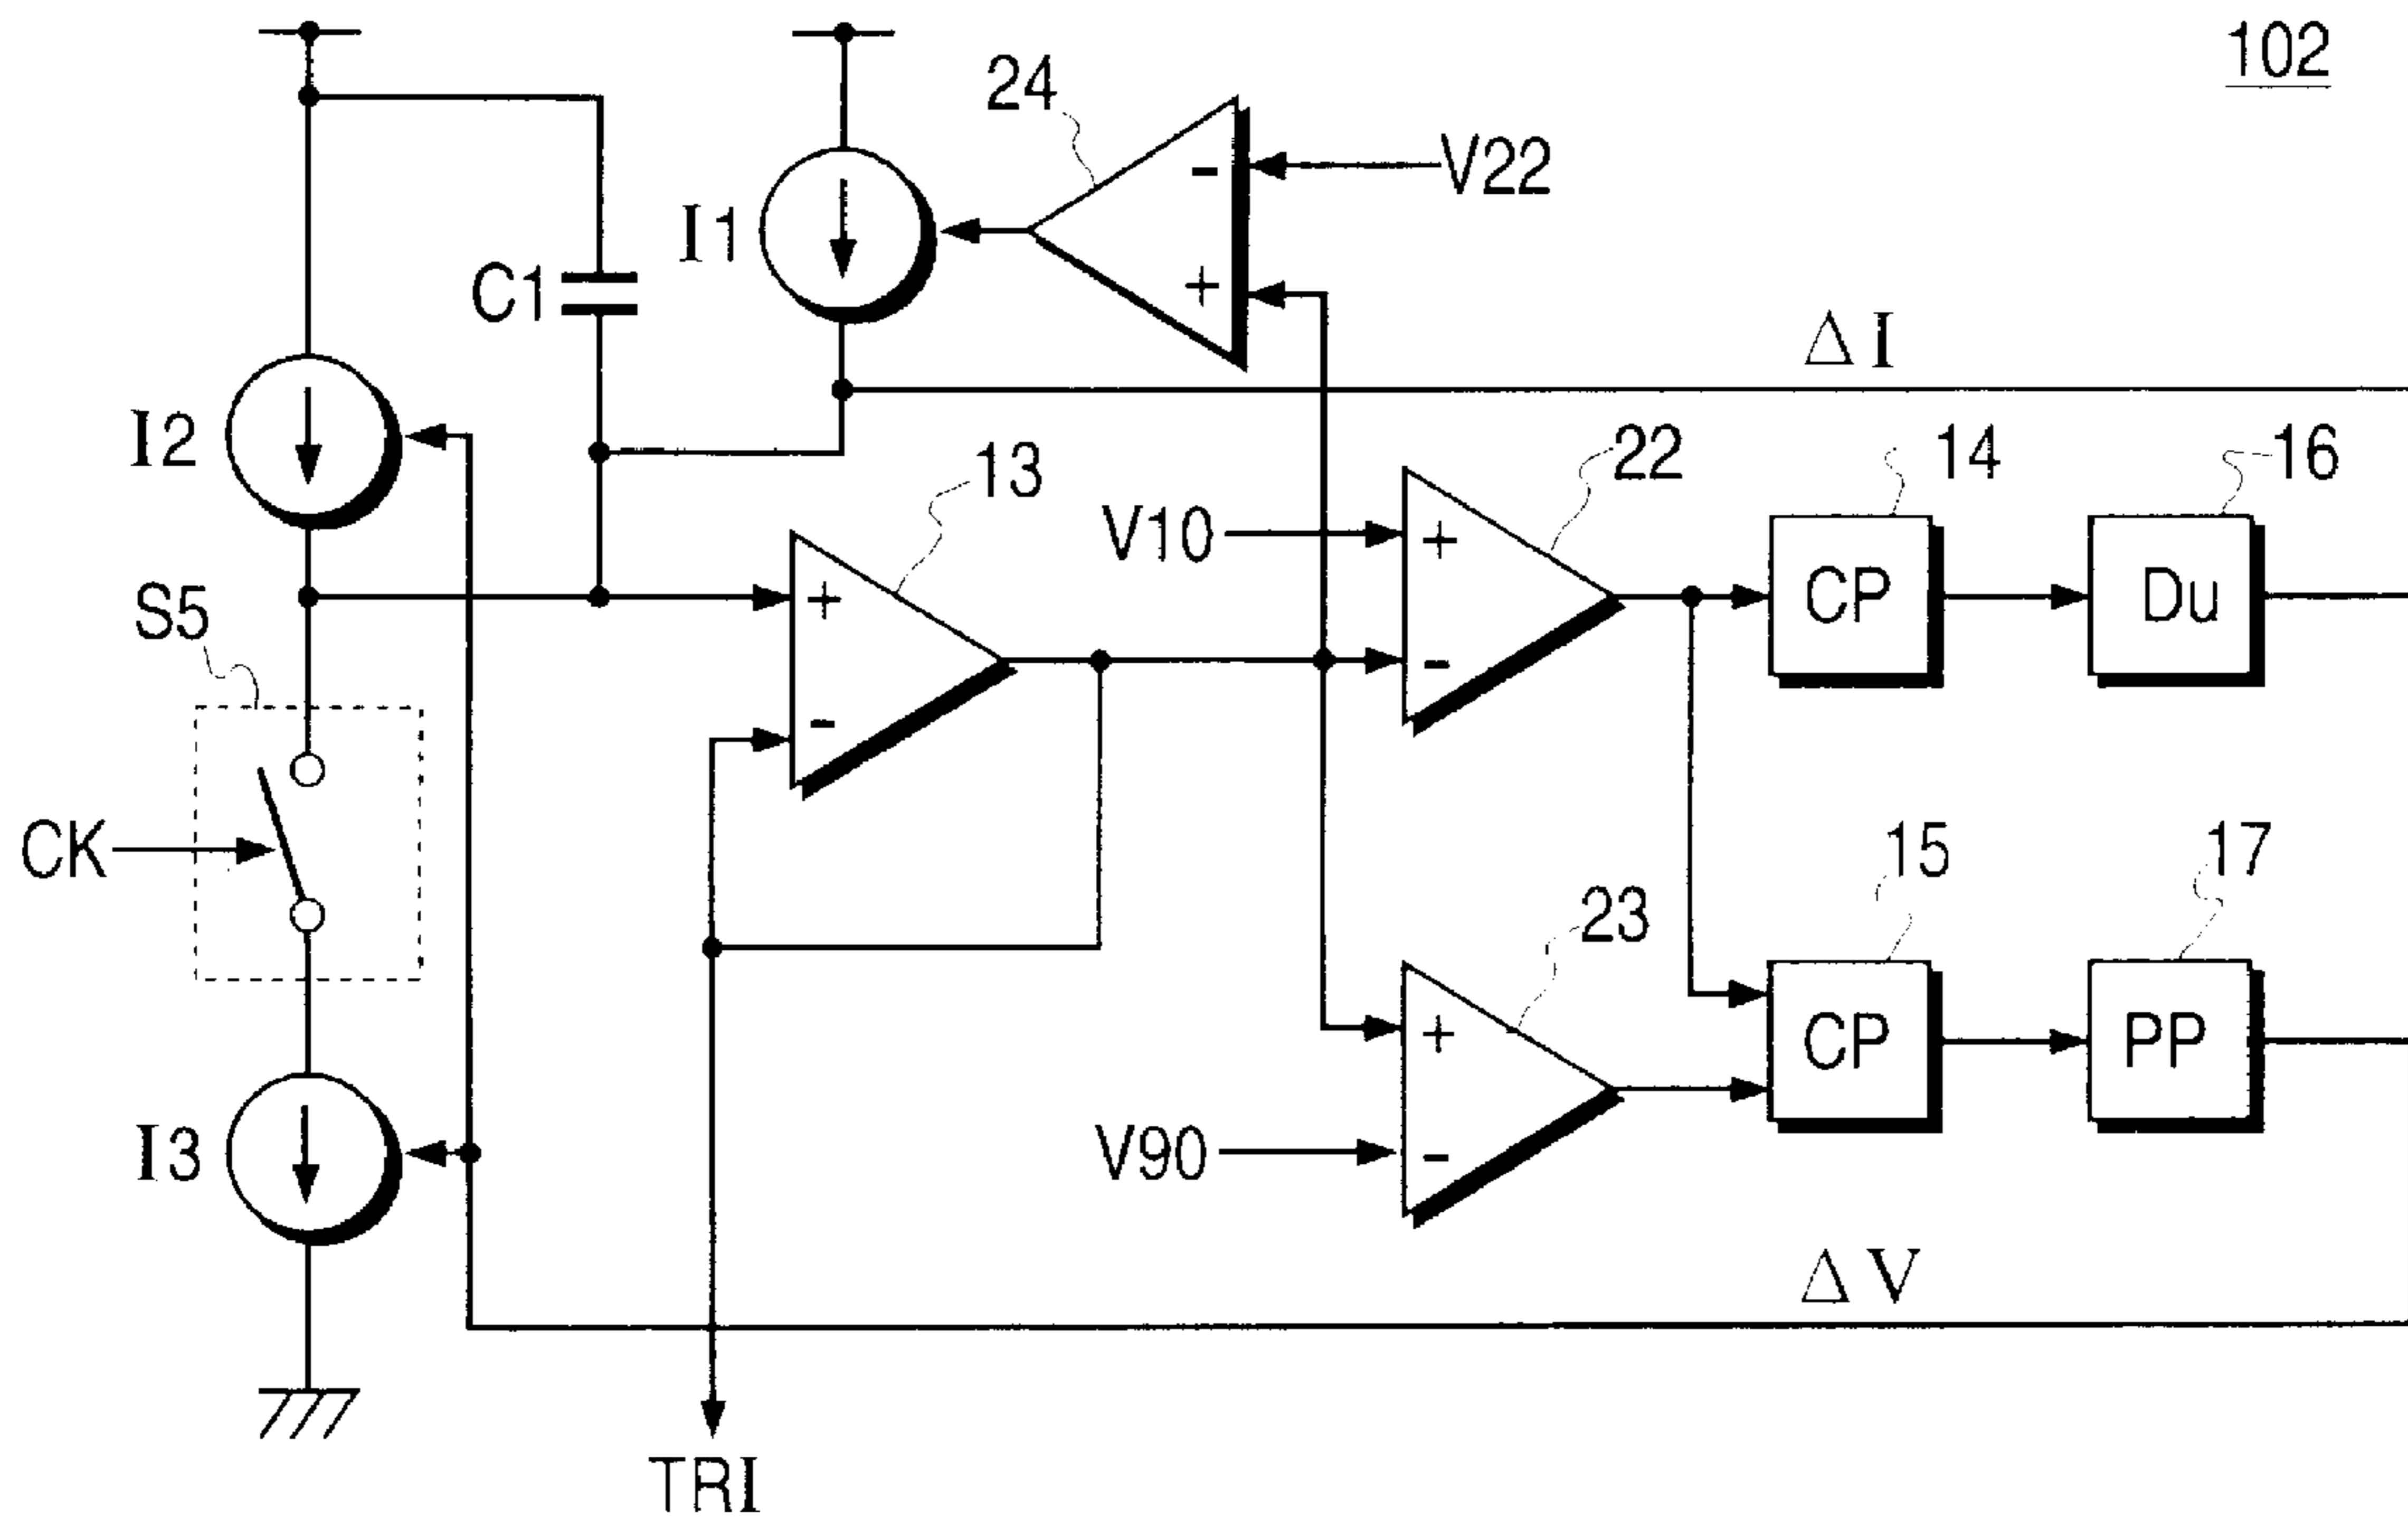 102
24
-
V22
I1
+
C1
ΔI
I2
13
22
14
16
V10
+
CP
Du
S5
+
-
-
CK
15
17
23
+
CP
PP
I3
V90
-
ΔV
TRI